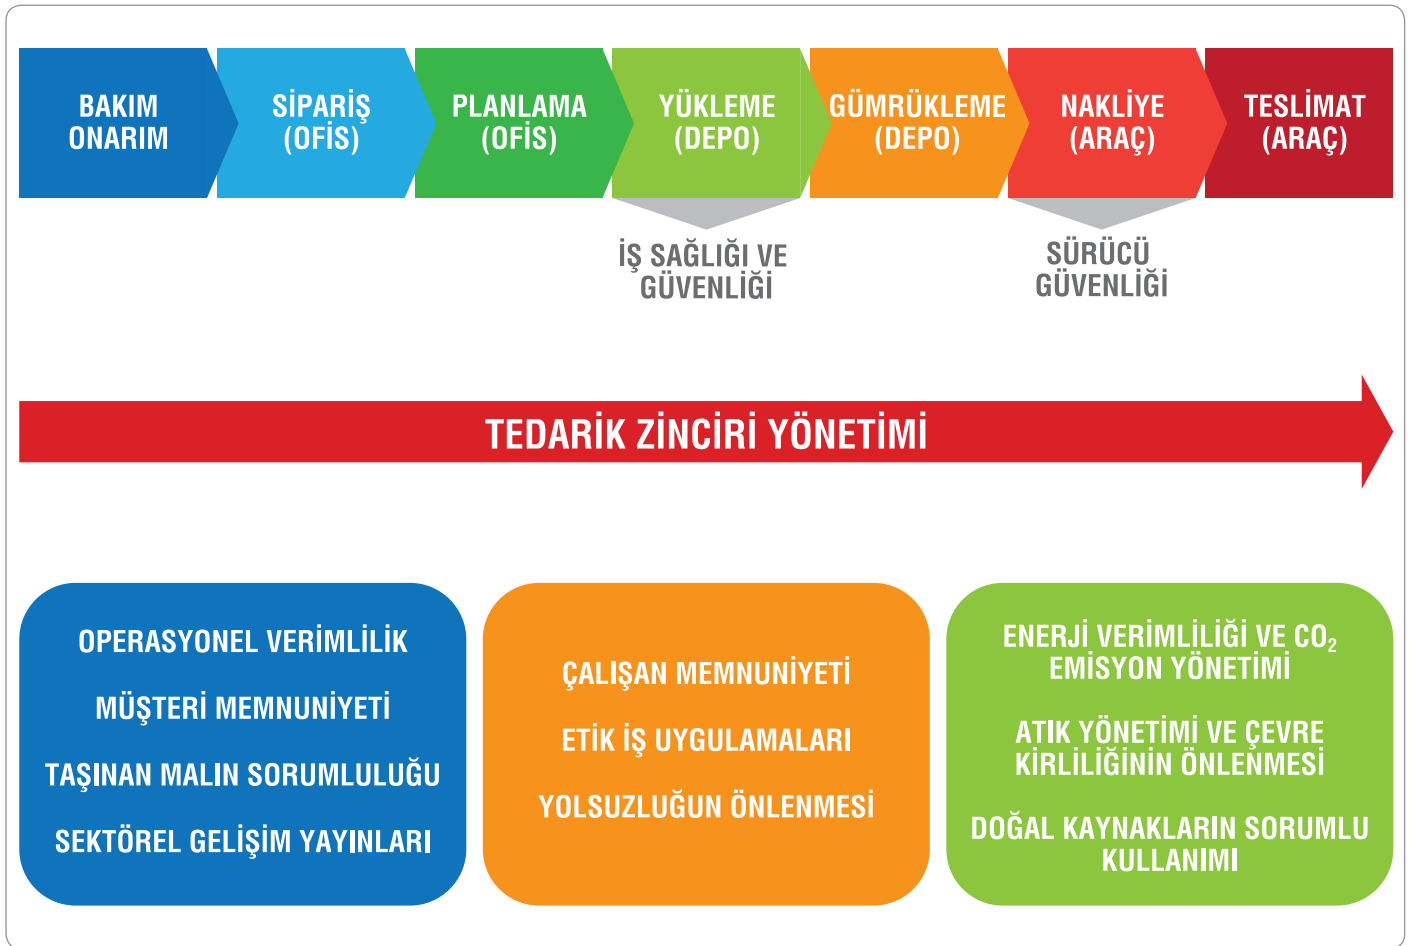 BAKIM
ONARIM
SİPARİŞ
(OFİS)
PLANLAMA
(OFİS)
YÜKLEME
(DEPO)
GÜMRÜKLEME
(DEPO)
NAKLİYE
(ARAÇ)
TESLİMAT
(ARAÇ)
İŞ SAĞLIĞI VE
GÜVENLİĞİ
SÜRÜCÜ
GÜVENLİĞİ
TEDARİK ZİNCİRİ YÖNETİMİ
OPERASYONEL VERİMLİLİK
MÜŞTERİ MEMNUNİYETİ
TAŞINAN MALIN SORUMLULUĞU
SEKTÖREL GELİŞİM YAYINLARI
ÇALIŞAN MEMNUNİYETİ
ETİK İŞ UYGULAMALARI
YOLSUZLUĞUN ÖNLENMESİ
ENERJİ VERİMLİLİĞİ VE CO₂
EMİSYON YÖNETİMİ
ATIK YÖNETİMİ VE ÇEVRE
KİRLİLİĞİNİN ÖNLENMESİ
DOĞAL KAYNAKLARIN SORUMLU
KULLANIMI